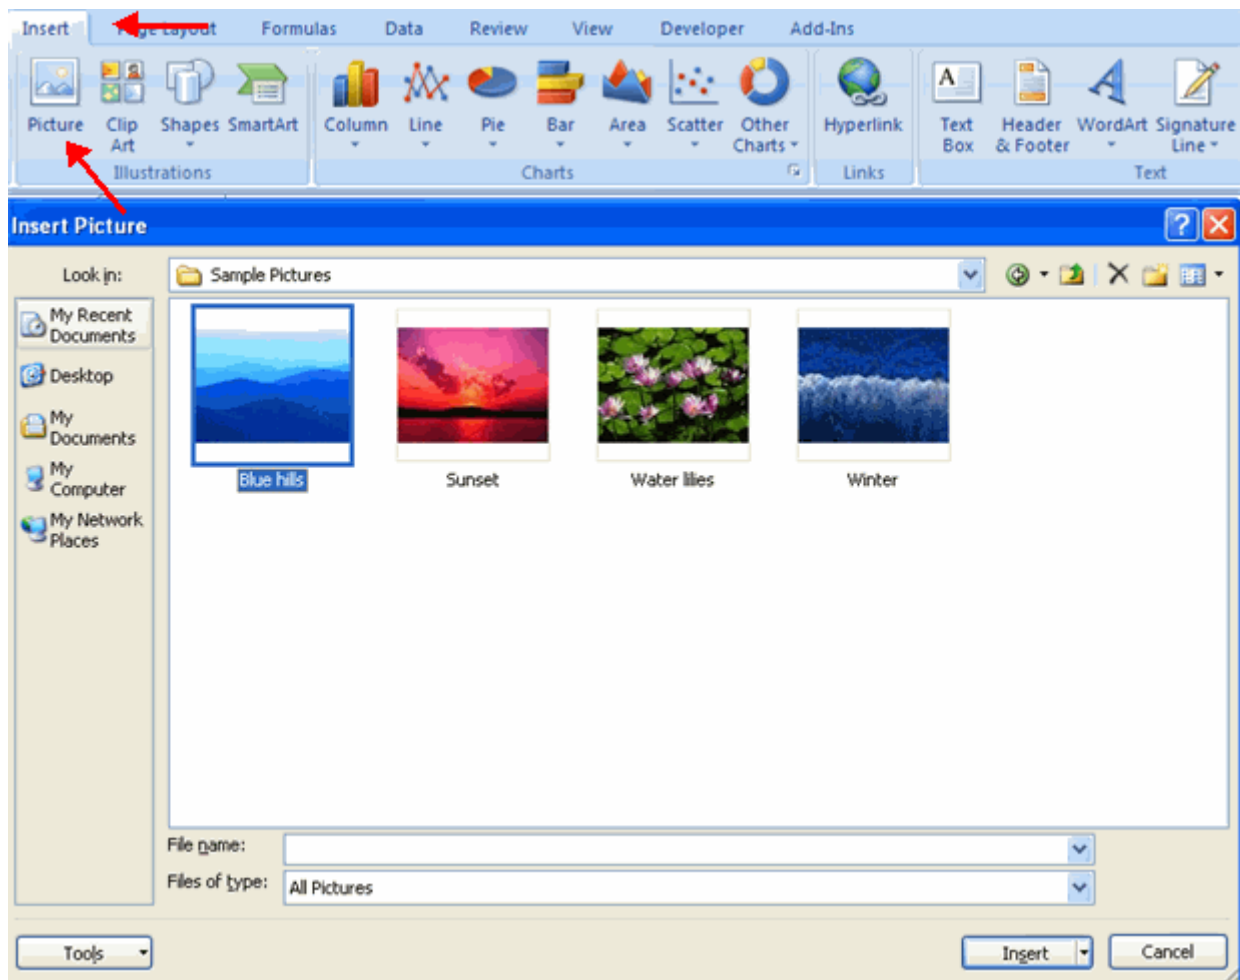 Insert Page Layout Formulas Data Review View Developer Add-Ins
Picture Clip Art Shapes SmartArt Column Line Pie Bar Area Scatter Other Charts Hyperlink Text Box Header & Footer WordArt Signature Line
Illustrations Charts Links Text
Insert Picture
Look in: Sample Pictures
My Recent Documents
Desktop
My Documents
My Computer
My Network Places
Blue hills Sunset Water lilies Winter
File name:
Files of type: All Pictures
Tools Insert Cancel